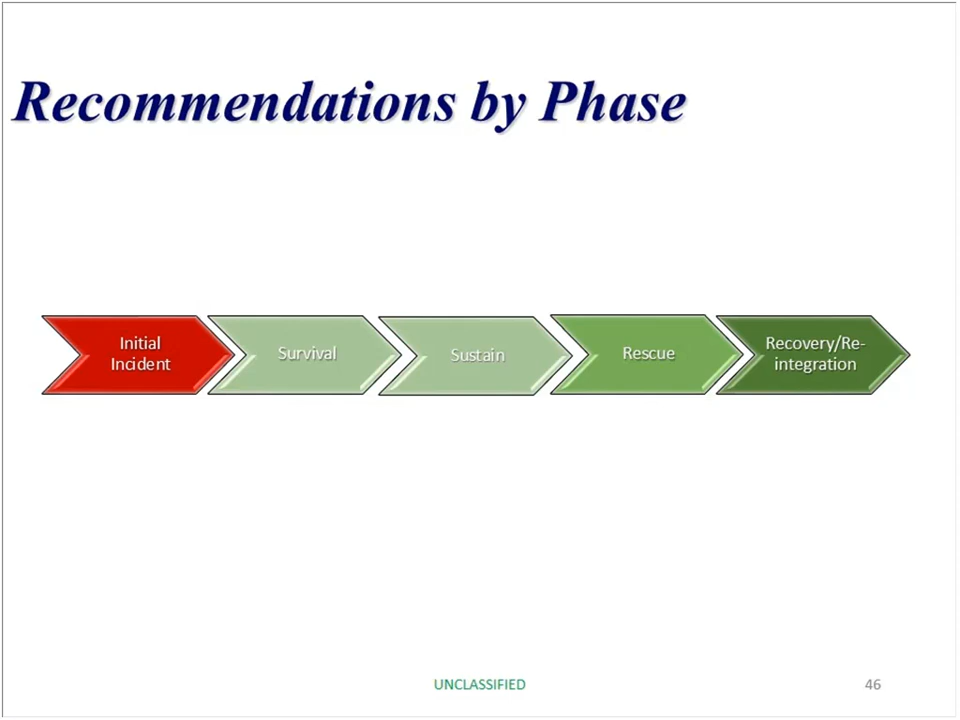 Recommendations by Phase
Initial
Incident
Survival
Sustain
Rescue
Recovery/Re-
integration
UNCLASSIFIED
46